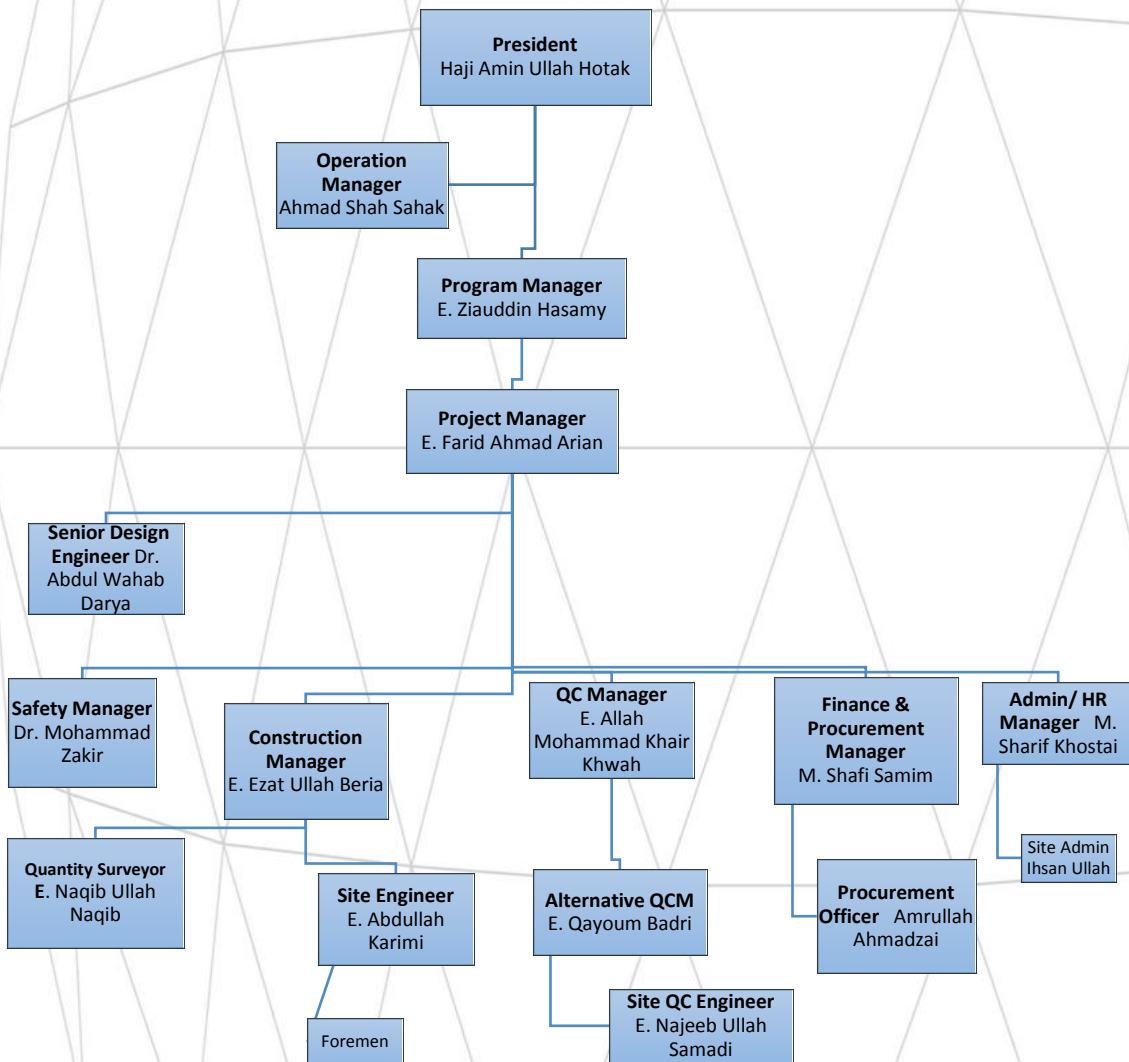 President
Haji Amin Ullah Hotak
Operation
Manager
Ahmad Shah Sahak
Program Manager
E. Ziauddin Hasamy
Project Manager
E. Farid Ahmad Arian
Senior Design
Engineer Dr.
Abdul Wahab
Darya
Safety Manager
Dr. Mohammad
Zakir
Construction
Manager
E. Ezat Ullah Beria
QC Manager
E. Allah
Mohammad Khair
Khwah
Finance &
Procurement
Manager
M. Shafi Samim
Admin/ HR
Manager M.
Sharif Khostai
Quantity Surveyor
E. Naqib Ullah
Naqib
Site Engineer
E. Abdullah
Karimi
Alternative QCM
E. Qayoum Badri
Procurement
Officer Amrullah
Ahmadzai
Site Admin
Ihsan Ullah
Foremen
Site QC Engineer
E. Najeeb Ullah
Samadi